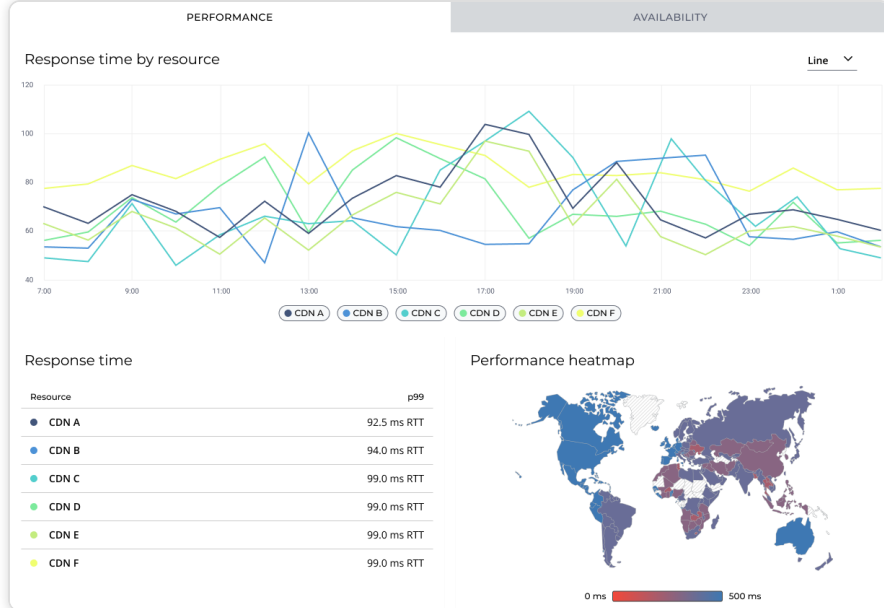 PERFORMANCE AVAILABILITY
Response time by resource
Line
120
100
80
60
40
7:00 9:00 11:00 13:00 15:00 17:00 19:00 21:00 23:00 1:00
CDN A CDN B CDN C CDN D CDN E CDN F
Response time
Resource p99
CDN A 92.5 ms RTT
CDN B 94.0 ms RTT
CDN C 99.0 ms RTT
CDN D 99.0 ms RTT
CDN E 99.0 ms RTT
CDN F 99.0 ms RTT
Performance heatmap
0 ms 500 ms